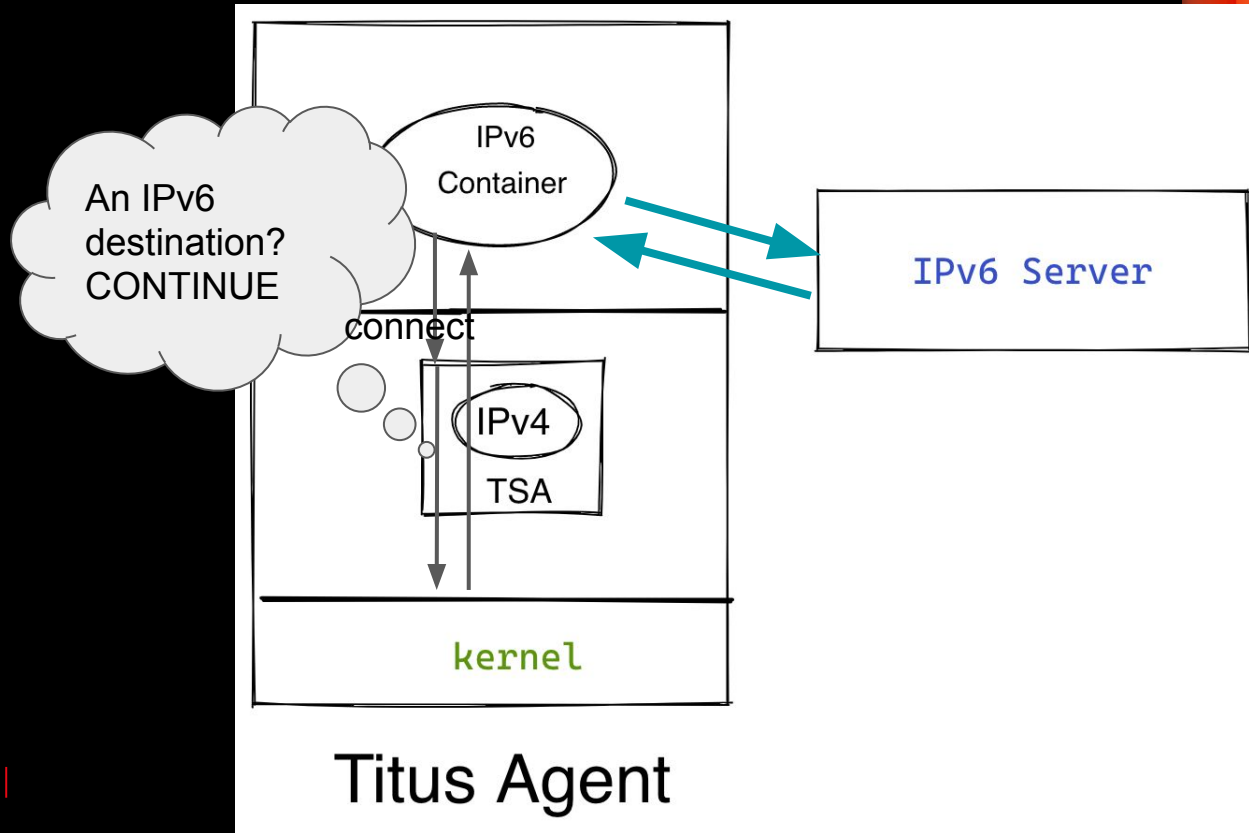 IPv6
Container
An IPv6
destination?
CONTINUE
IPv6 Server
connect
IPv4
TSA
kernel
Titus Agent